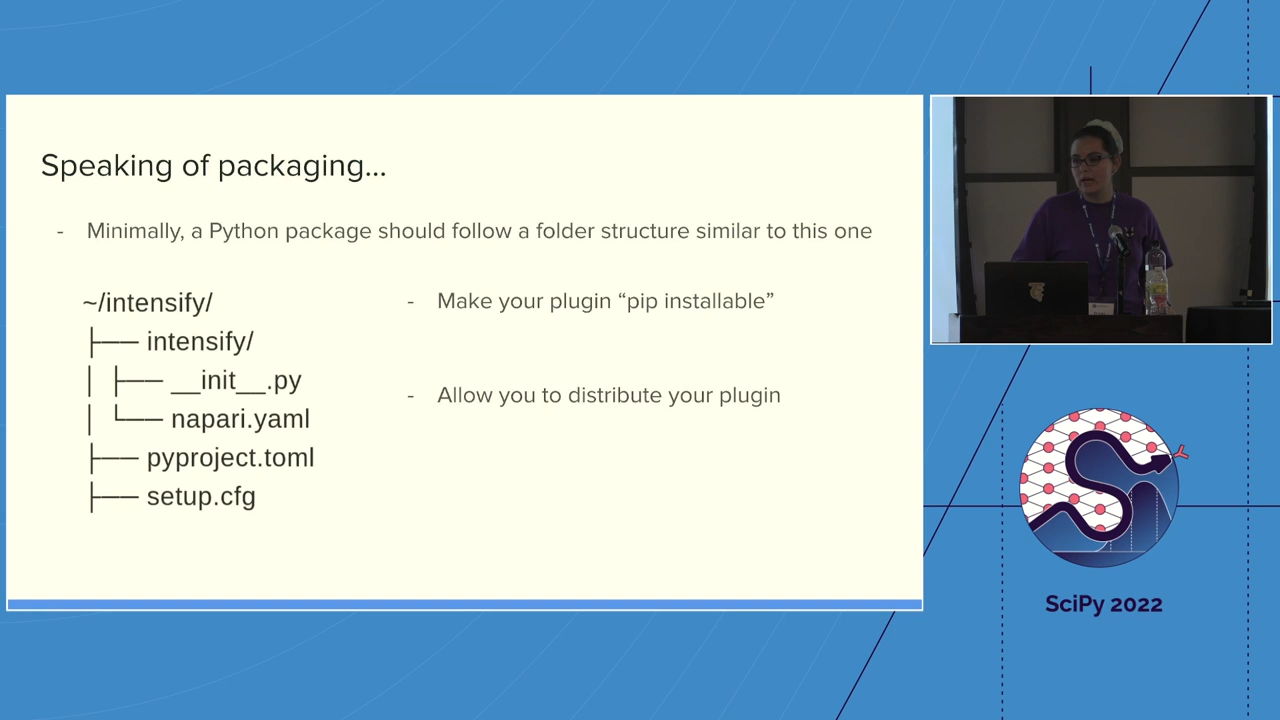 Speaking of packaging...
- Minimally, a Python package should follow a folder structure similar to this one
~/intensify/
├── intensify/
│ ├── __init__.py
│ └── napari.yaml
├── pyproject.toml
├── setup.cfg
- Make your plugin “pip installable”
- Allow you to distribute your plugin
SciPy 2022